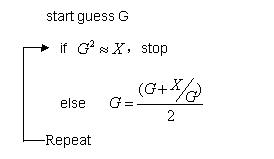 start guess G
if G² ≈ X, stop
else G = (G+X/G)/2
Repeat